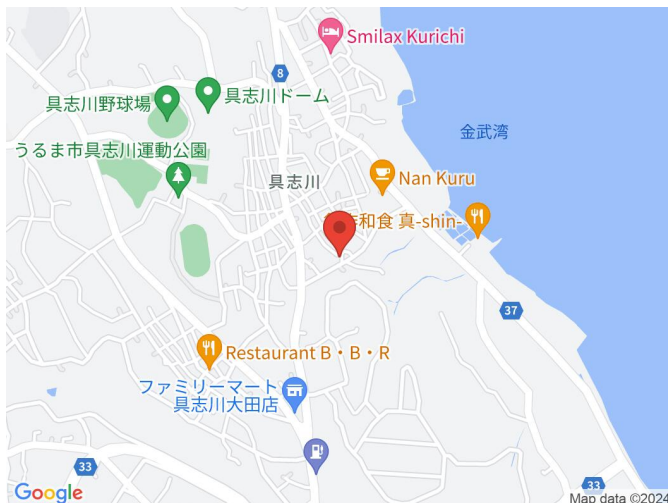 Smilax Kurichi
8
具志川野球場
具志川ドーム
金武湾
うるま市具志川運動公園
具志川
Nan Kuru
和食 真-shin-
37
Restaurant B・B・R
ファミリーマート
具志川大田店
33
33
Google
Map data ©2024